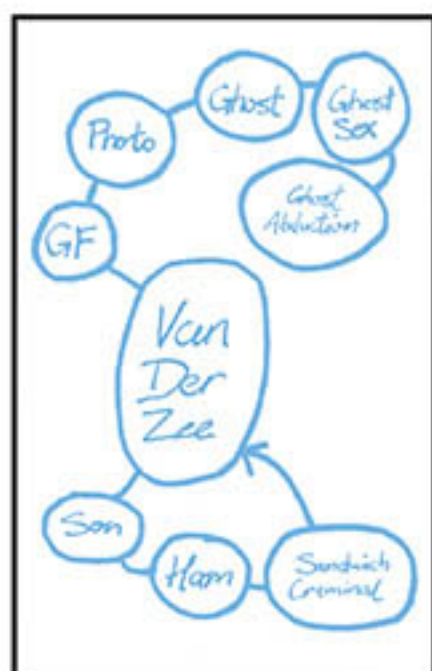 Ghost
Ghost
Sex
Photo
Ghost
Abduction
GF
Van
Der
Zee
Son
Ham
Sandwich
Criminal